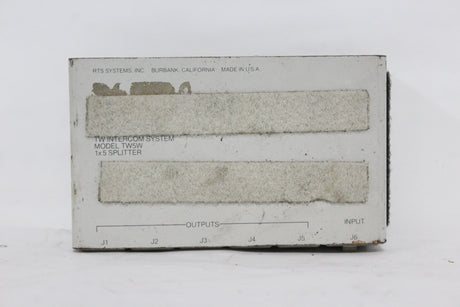 RTS SYSTEMS, INC. BURBANK, CALIFORNIA MADE IN U.S.A.
TW INTERCOM SYSTEM
MODEL TW5W
1x5 SPLITTER
OUTPUTS INPUT
J1 J2 J3 J4 J5 J6